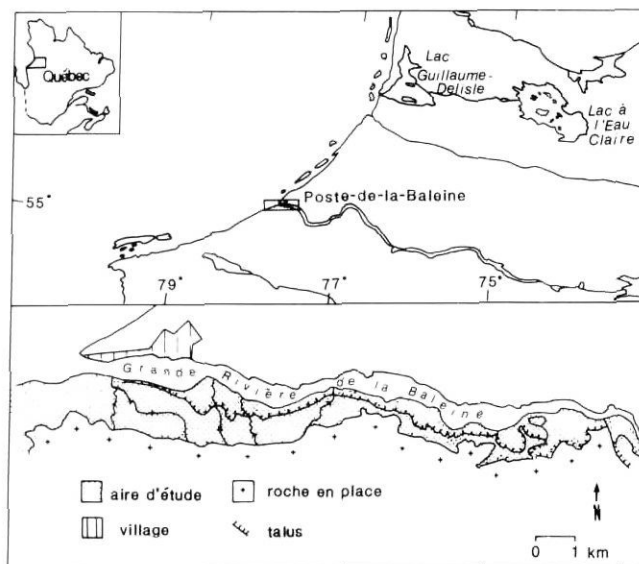 Québec
Lac
Guillaume-
Delisle
Lac à
l'Eau
Claire
55°
Poste-de-la-Baleine
79°
77°
75°
Grande Rivière de la Baleine
aire d'étude
roche en place
village
talus
N
0 1 km